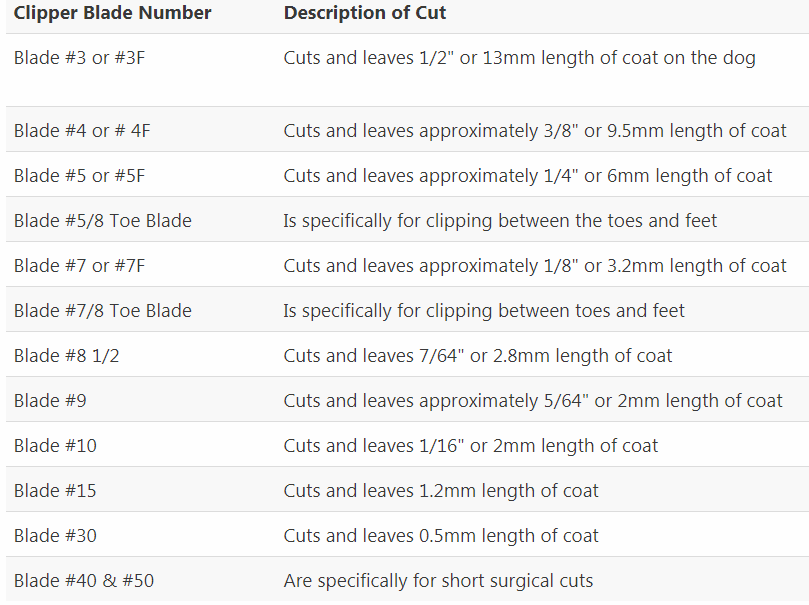 Clipper Blade Number Description of Cut
Blade #3 or #3F Cuts and leaves 1/2" or 13mm length of coat on the dog
Blade #4 or # 4F Cuts and leaves approximately 3/8" or 9.5mm length of coat
Blade #5 or #5F Cuts and leaves approximately 1/4" or 6mm length of coat
Blade #5/8 Toe Blade Is specifically for clipping between the toes and feet
Blade #7 or #7F Cuts and leaves approximately 1/8" or 3.2mm length of coat
Blade #7/8 Toe Blade Is specifically for clipping between toes and feet
Blade #8 1/2 Cuts and leaves 7/64" or 2.8mm length of coat
Blade #9 Cuts and leaves approximately 5/64" or 2mm length of coat
Blade #10 Cuts and leaves 1/16" or 2mm length of coat
Blade #15 Cuts and leaves 1.2mm length of coat
Blade #30 Cuts and leaves 0.5mm length of coat
Blade #40 & #50 Are specifically for short surgical cuts